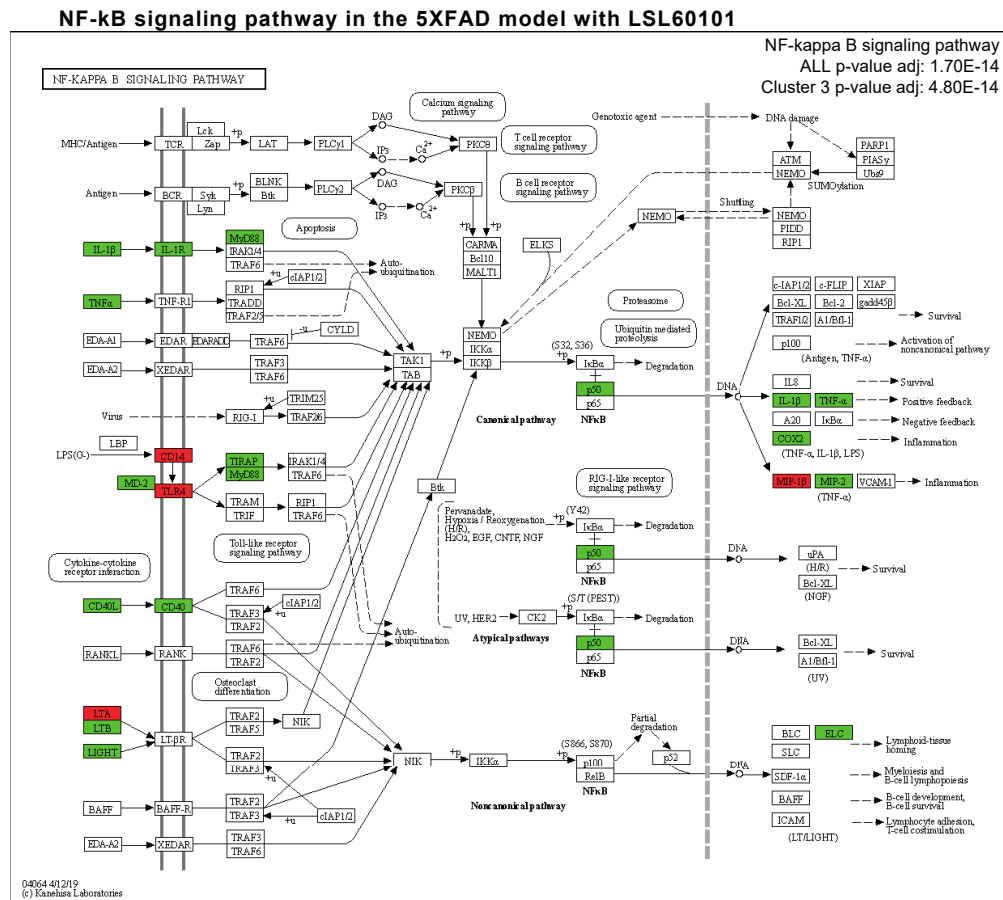 NF-kB signaling pathway in the 5XFAD model with LSL60101
NF-kappa B signaling pathway
ALL p-value adj: 1.70E-14
Cluster 3 p-value adj: 4.80E-14
NF-KAPPA B SIGNALING PATHWAY
Calcium signaling
pathway
T cell receptor
signaling pathway
B cell receptor
signaling pathway
MHC/Antigen
TCR
Lck
Zap
+p
LAT
PLCγ1
DAG
IP3
Ca2+
PKCθ
Antigen
BCR
Syk
Lyn
+p
BLNK
Btk
PLCγ2
DAG
IP3
Ca2+
PKCβ
+p
+p
CARMA
Bcl10
MALT1
ELKS
Genotoxic agent
DNA damage
ATM
NEMO
PARP1
PIASy
Ubs9
SUMOylation
Shuttling
NEMO
NEMO
PIDD
RIP1
Apoptosis
IL-1β
IL-1R
MyD88
IRAK1/4
TRAF6
Auto-
ubiquitination
+u
cIAP1/2
TNFα
TNF-R1
RIP1
TRADD
TRAF2/5
CYLD
-u
EDA-A1
EDAR
EDARADD
TRAF6
EDA-A2
XEDAR
TRAF3
TRAF6
TAK1
TAB
+p
NEMO
IKKα
IKKβ
Proteasome
Ubiquitin mediated
proteolysis
(S32, S36)
+p
IκBα
Degradation
p50
p65
NFκB
Canonical pathway
Virus
RIG-I
+u
TRIM25
TRAF2/6
LPS(G-)
LBP
CD14
MD-2
TLR4
TIRAP
MyD88
IRAK1/4
TRAF6
TRAM
TRIF
RIP1
TRAF6
Toll-like receptor
signaling pathway
Btk
RIG-I-like receptor
signaling pathway
Pervanadate,
Hypoxia / Reoxygenation
(H/R),
H2O2, EGF, CNTF, NGF
(Y42)
+p
IκBα
Degradation
p50
p65
NFκB
Cytokine-cytokine
receptor interaction
CD40L
CD40
TRAF6
TRAF3
TRAF2
cIAP1/2
+u
Auto-
ubiquitination
RANKL
RANK
TRAF6
TRAF2
UV, HER2
CK2
(S/T (PEST))
+p
IκBα
Degradation
p50
p65
NFκB
Atypical pathways
Osteoclast
differentiation
LTA
LTB
LIGHT
LT-βR
TRAF2
TRAF5
NIK
TRAF2
TRAF3
+u
NIK
+p
IKKα
(S866, S870)
+p
p100
RelB
NFκB
Partial
degradation
p52
Noncanonical pathway
BAFF
BAFF-R
TRAF2
TRAF3
+u
cIAP1/2
EDA-A2
XEDAR
TRAF3
TRAF6
DNA
c-IAP1/2
c-FLIP
XIAP
Bcl-XL
Bcl-2
gadd45β
TRAF1/2
A1/Bfl-1
Survival
p100
Activation of
noncanonical pathway
(Antigen, TNF-α)
IL8
Survival
IL-1β
TNF-α
Positive feedback
A20
IκBα
Negative feedback
COX2
Inflammation
(TNF-α, IL-1β, LPS)
MIP-1β
MIP-2
VCAM-1
Inflammation
(TNF-α)
DNA
uPA
(H/R)
Bcl-XL
(NGF)
Survival
DNA
Bcl-XL
A1/Bfl-1
(UV)
Survival
DNA
BLC
ELC
SLC
Lymphoid-tissue
homing
SDF-1α
Myeloiesis and
B-cell lymphopoiesis
BAFF
B-cell development,
B-cell survival
ICAM
Lymphocyte adhesion,
T-cell costimulation
(LT/LIGHT)
04064 4/12/19
(c) Kanehisa Laboratories